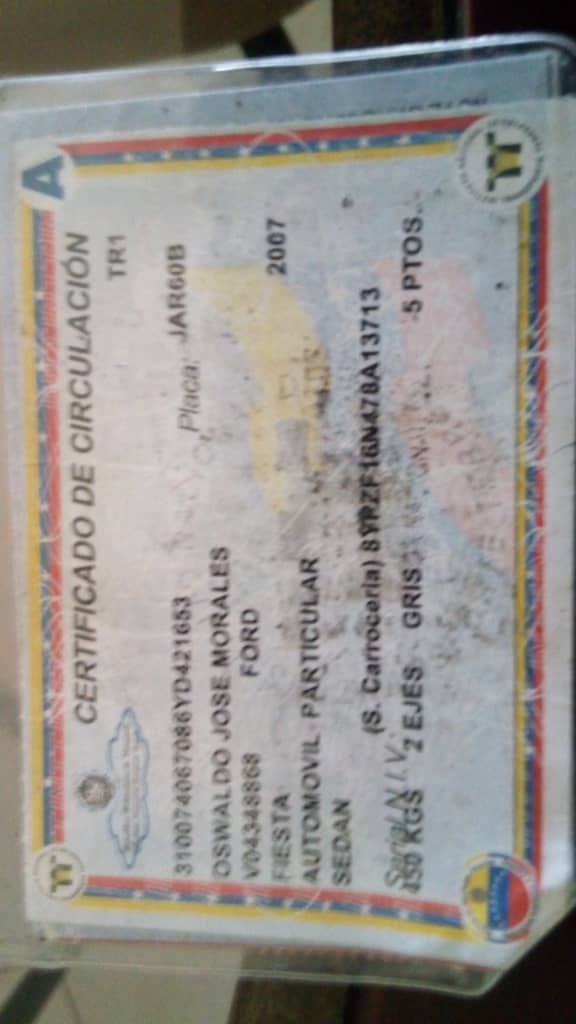 A
CERTIFICADO DE CIRCULACIÓN
TR1
310074067086YD421653 Placa: JAR60B
OSWALDO JOSE MORALES
V04348868 FORD
FIESTA 2007
AUTOMOVIL PARTICULAR
SEDAN
(S. Carroceria) 8YPZF16N478A13713
Serial N.I.V.
450 KGS 2 EJES GRIS 5 PTOS.